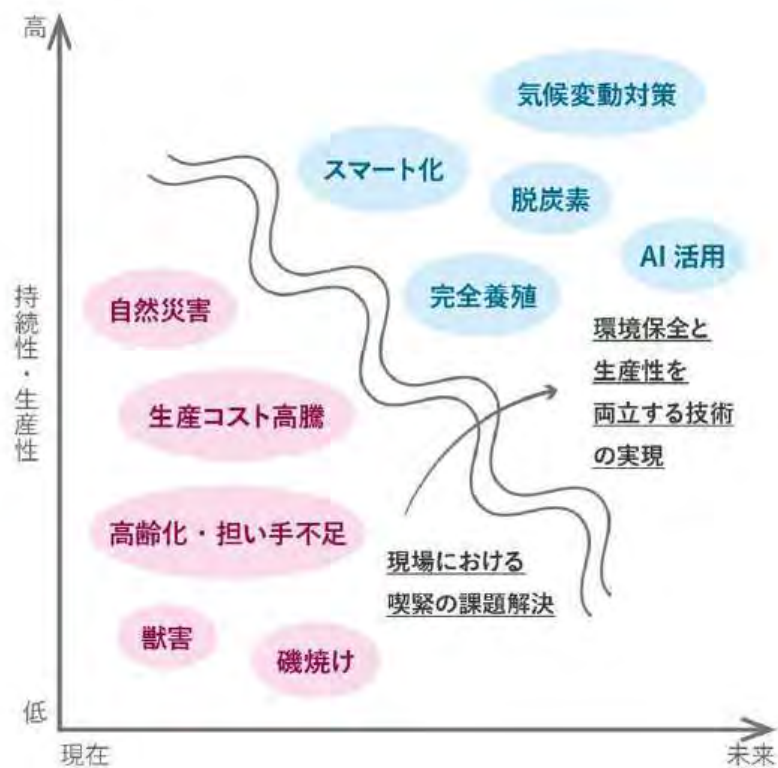 高
気候変動対策
スマート化
脱炭素
AI 活用
完全養殖
自然災害
環境保全と
生産性を
両立する技術
の実現
持続性・生産性
生産コスト高騰
高齢化・担い手不足
現場における
喫緊の課題解決
獣害
磯焼け
低
現在
未来